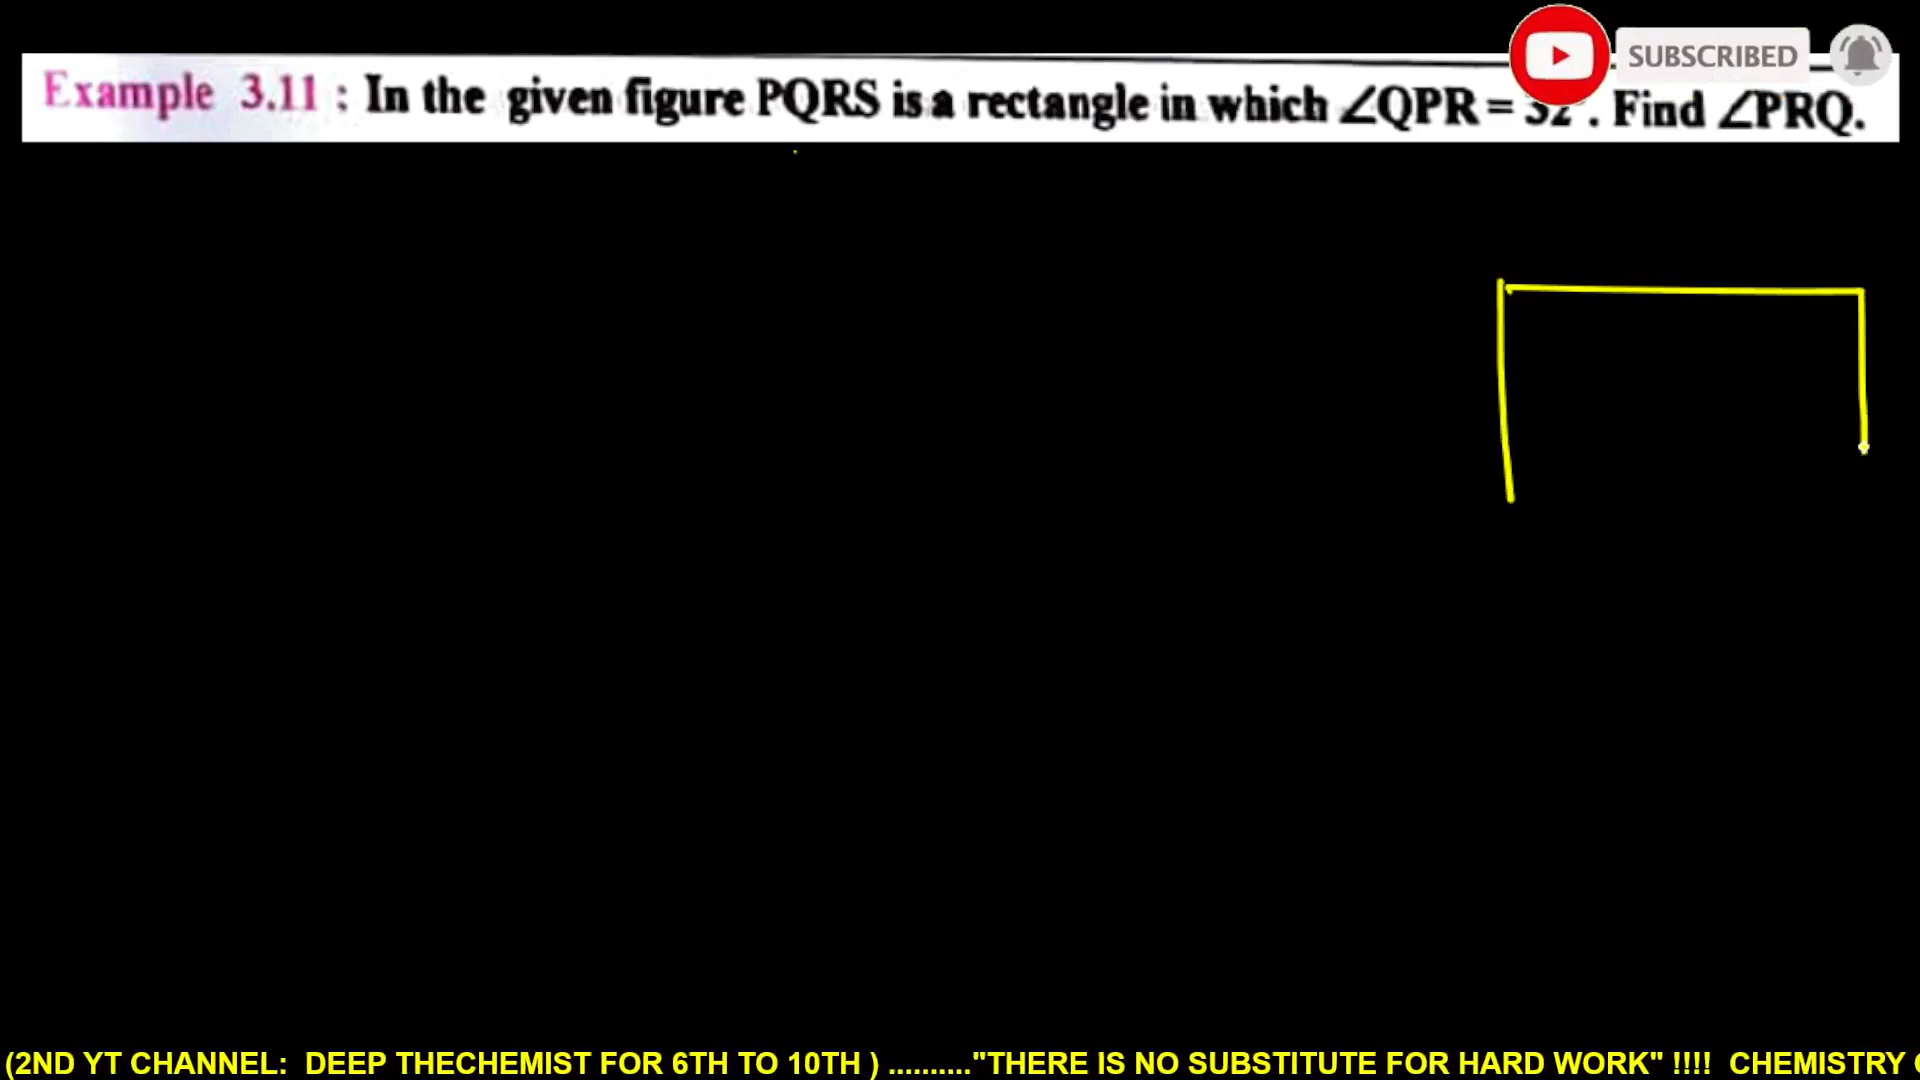 SUBSCRIBED
Example 3.11 : In the given figure PQRS is a rectangle in which ∠QPR = 32°. Find ∠PRQ.
(2ND YT CHANNEL: DEEP THECHEMIST FOR 6TH TO 10TH ) .........."THERE IS NO SUBSTITUTE FOR HARD WORK" !!!! CHEMISTRY